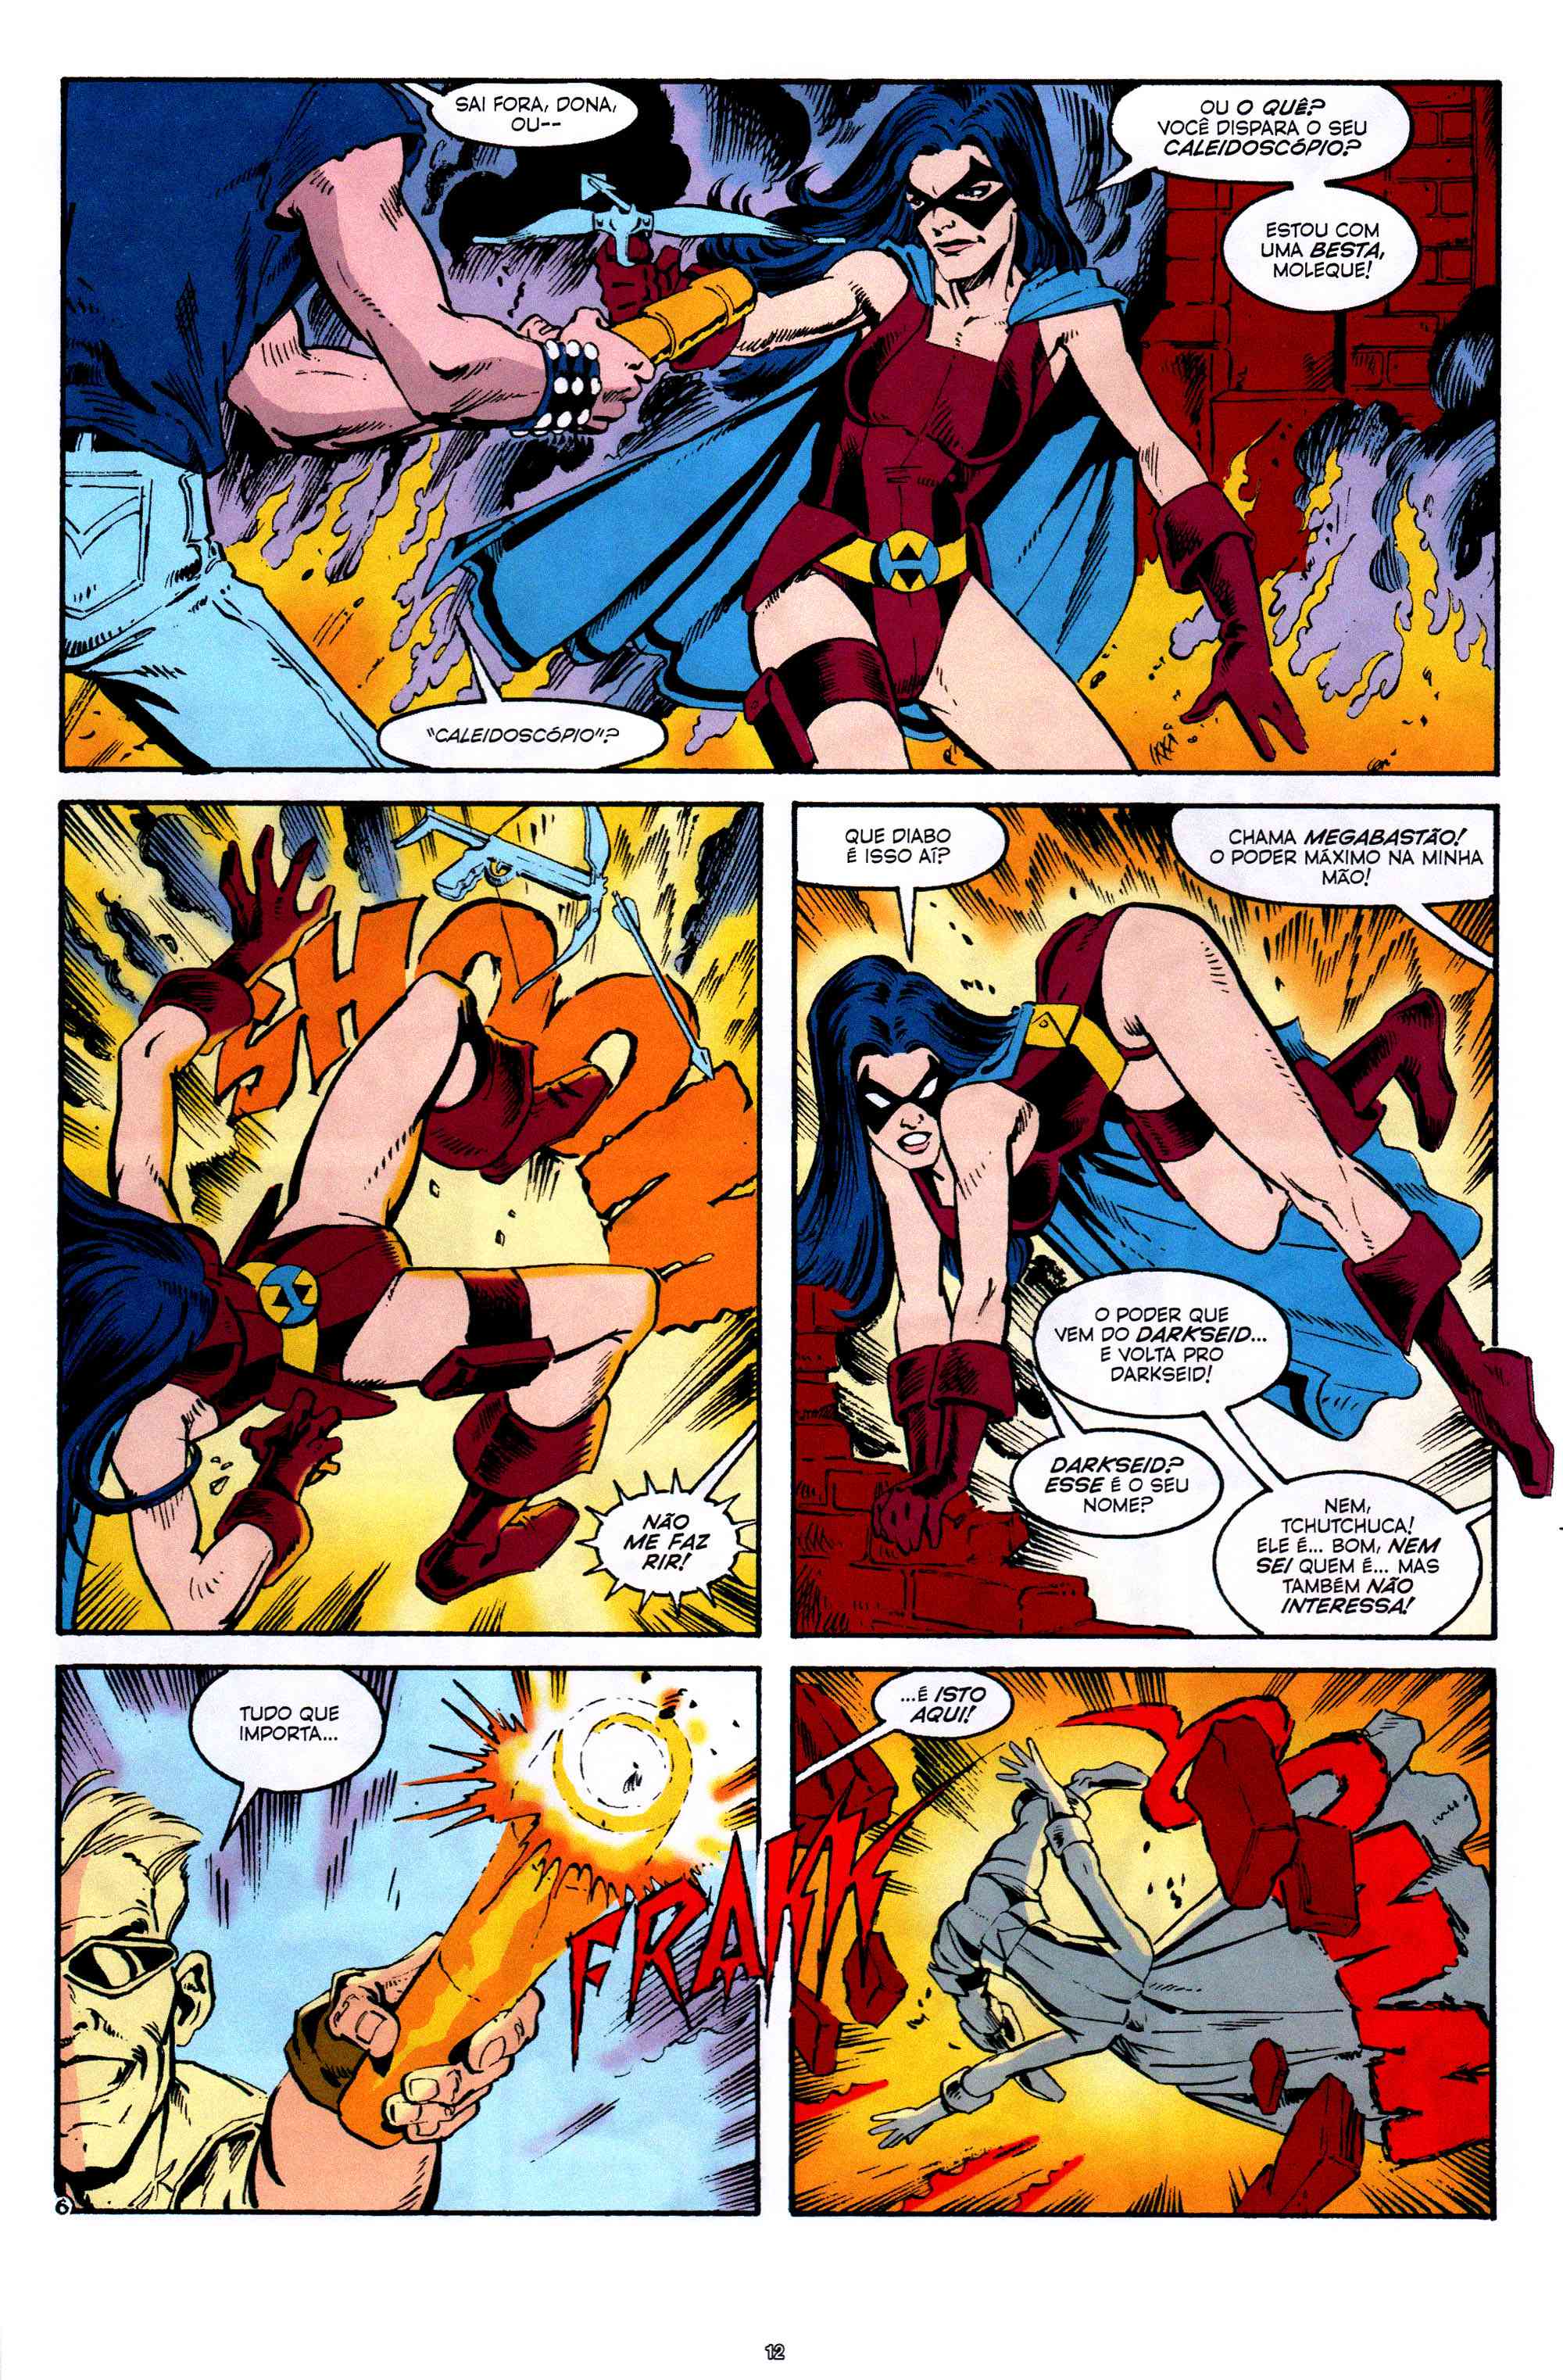 SAI FORA, DONA,
OU--
OU O QUÊ?
VOCÊ DISPARA O SEU
CALEIDOSCÓPIO?
ESTOU COM
UMA BESTA,
MOLEQUE!
"CALEIDOSCÓPIO"?
SHOOM
NÃO
ME FAZ
RIR!
QUE DIABO
É ISSO AÍ?
CHAMA MEGABASTÃO!
O PODER MÁXIMO NA MINHA
MÃO!
O PODER QUE
VEM DO DARKSEID...
E VOLTA PRO
DARKSEID!
DARKSEID?
ESSE É O SEU
NOME?
NEM,
TCHUTCHUCA!
ELE É... BOM, NEM
SEI QUEM É... MAS
TAMBÉM NÃO
INTERESSA!
TUDO QUE
IMPORTA...
FRAKK
...É ISTO
AQUI!
6
12